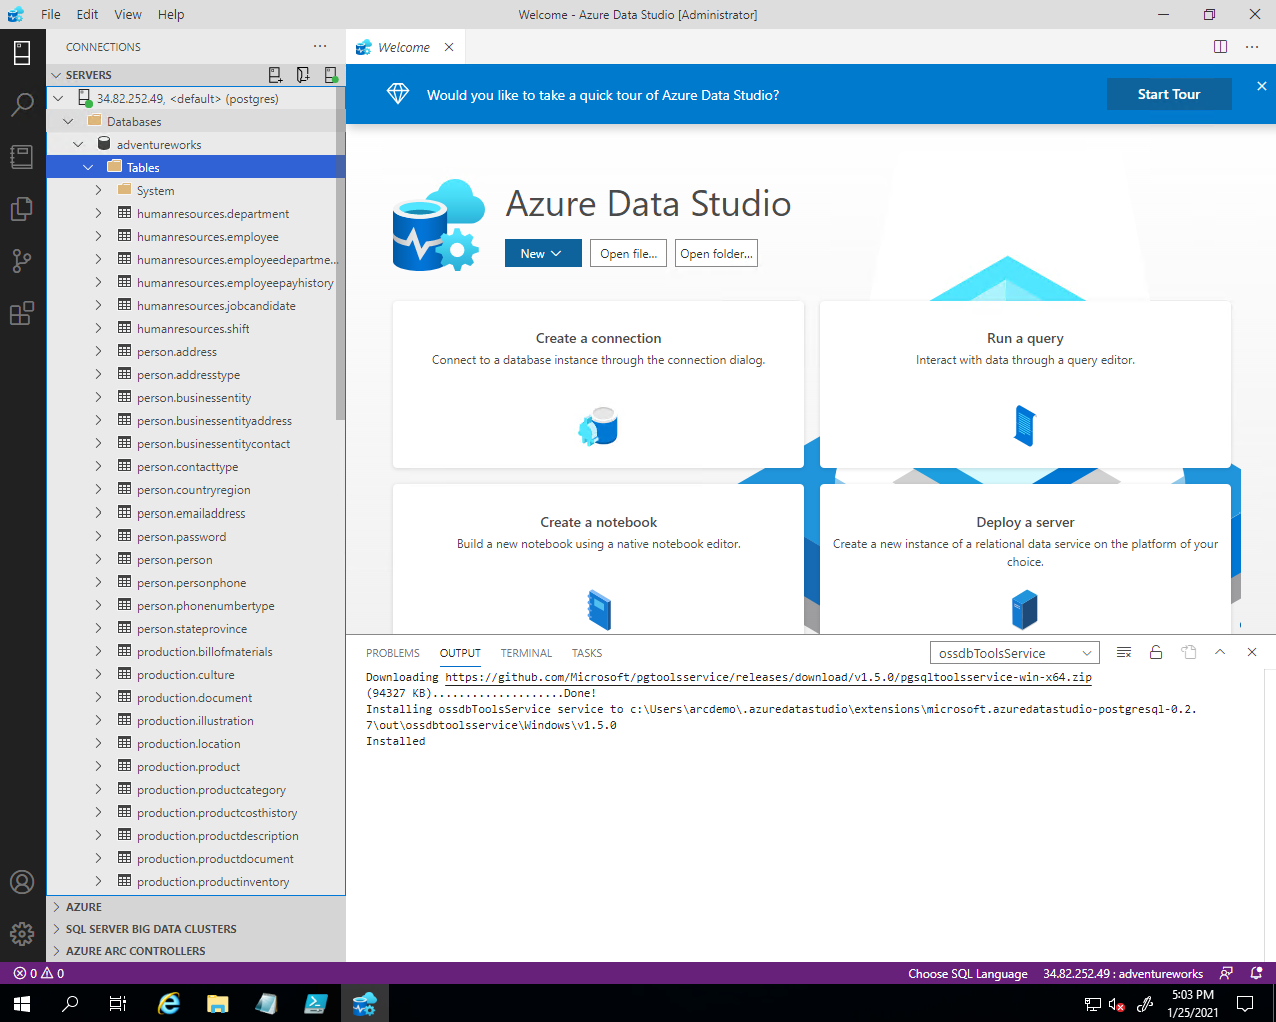 File Edit View Help
Welcome - Azure Data Studio [Administrator]
CONNECTIONS
Welcome
SERVERS
34.82.252.49, <default> (postgres)
Databases
adventureworks
Tables
System
humanresources.department
humanresources.employee
humanresources.employeedepartme...
humanresources.employeepayhistory
humanresources.jobcandidate
humanresources.shift
person.address
person.addresstype
person.businessentity
person.businessentityaddress
person.businessentitycontact
person.contacttype
person.countryregion
person.emailaddress
person.password
person.person
person.personphone
person.phonenumbertype
person.stateprovince
production.billofmaterials
production.culture
production.document
production.illustration
production.location
production.product
production.productcategory
production.productcosthistory
production.productdescription
production.productdocument
production.productinventory
AZURE
SQL SERVER BIG DATA CLUSTERS
AZURE ARC CONTROLLERS
Would you like to take a quick tour of Azure Data Studio?
Start Tour
Azure Data Studio
New
Open file...
Open folder...
Create a connection
Connect to a database instance through the connection dialog.
Run a query
Interact with data through a query editor.
Create a notebook
Build a new notebook using a native notebook editor.
Deploy a server
Create a new instance of a relational data service on the platform of your
choice.
PROBLEMS OUTPUT TERMINAL TASKS
ossdbToolsService
Downloading https://github.com/Microsoft/pgtoolsservice/releases/download/v1.5.0/pgsqltoolsservice-win-x64.zip
(94327 KB)....................Done!
Installing ossdbToolsService service to c:\Users\arcdemo\.azuredatastudio\extensions\microsoft.azuredatastudio-postgresql-0.2.
7\out\ossdbtoolsservice\Windows\v1.5.0
Installed
0 0
Choose SQL Language
34.82.252.49 : adventureworks
5:03 PM
1/25/2021